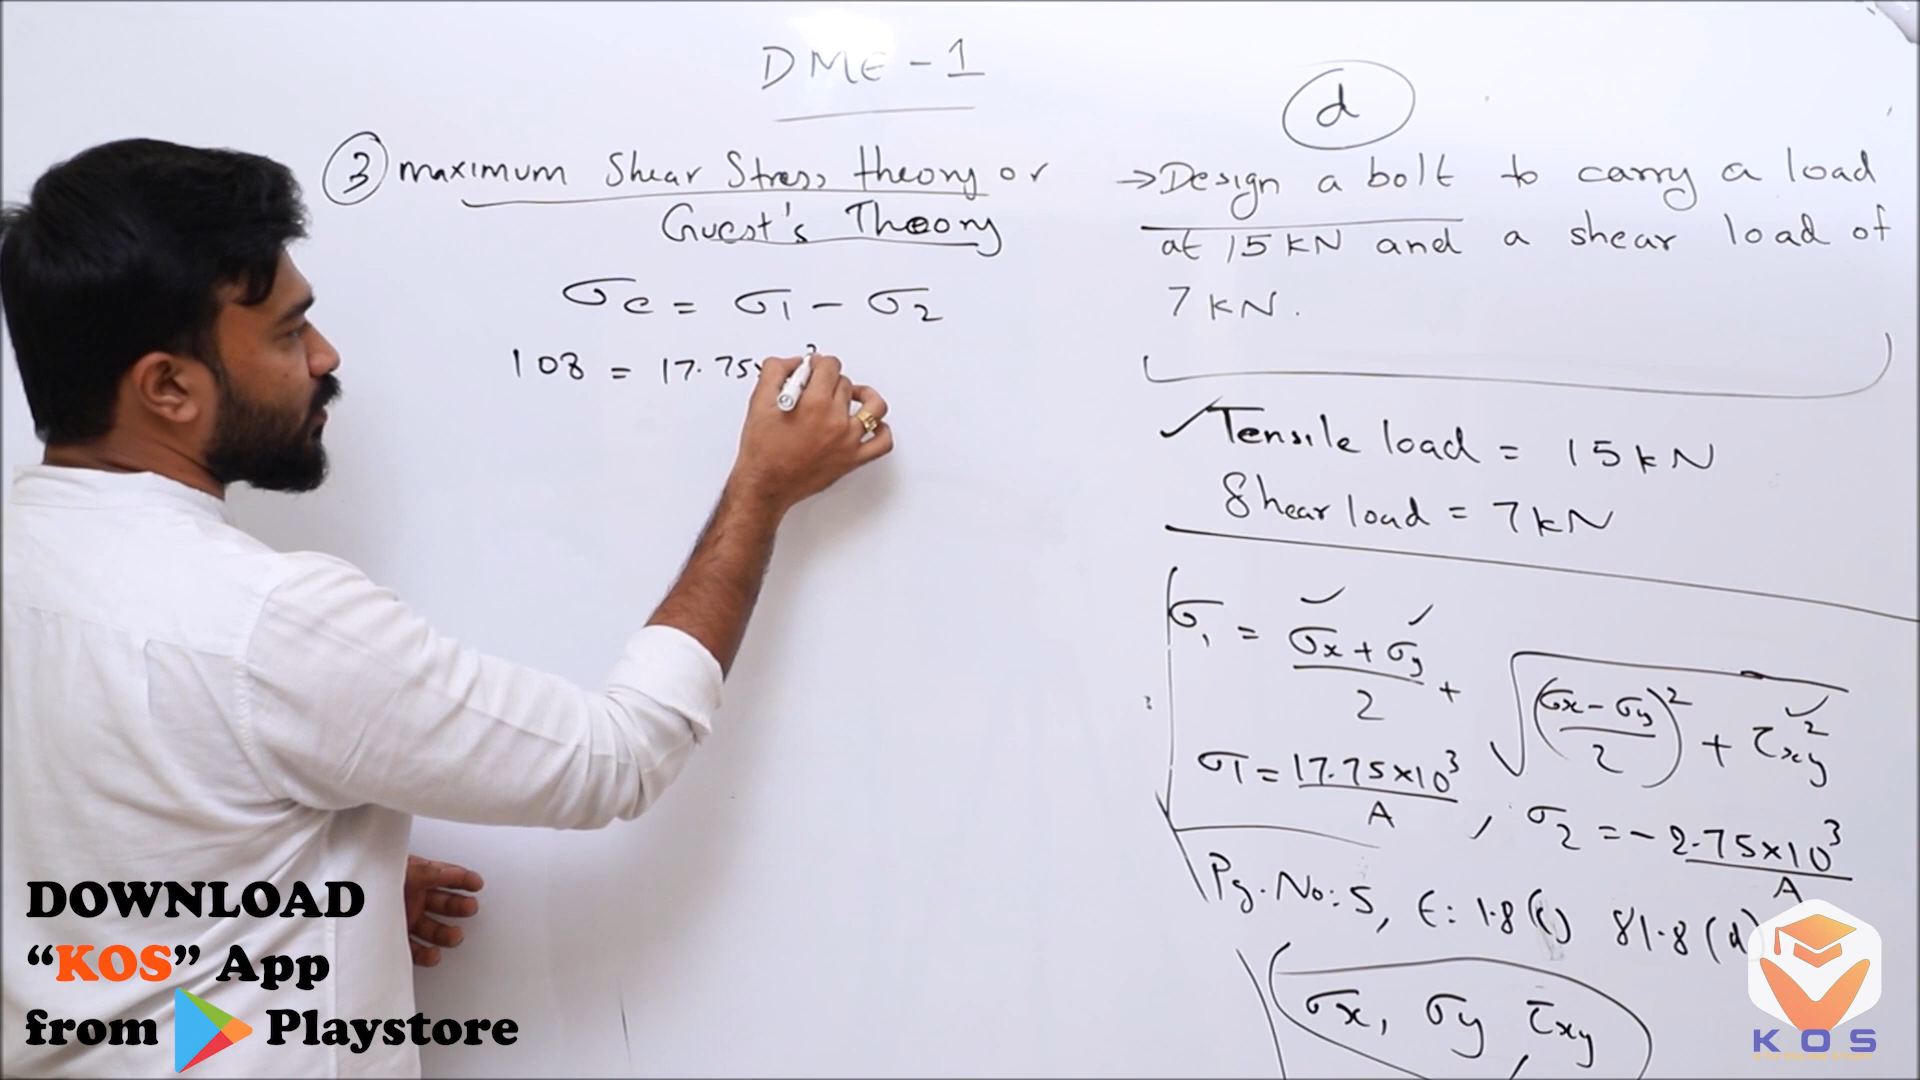 DME-1
③ maximum Shear Stress theory or
Guest's Theory
σe = σ1 - σ2
108 = 17.75×
d
→Design a bolt to carry a load
at 15 KN and a shear load of
7 KN.
✓Tensile load = 15 kN
Shear load = 7 kN
σ1 = (σx + σy)/2 + √(((σx - σy)/2)² + τxy²)
σ1 = 17.75×10³/A , σ2 = - 2.75×10³/A
Pg. No: 5, E: 1.8 (c) 81.8 (d)
σx, σy τxy
DOWNLOAD
“KOS” App
from Playstore
KOS